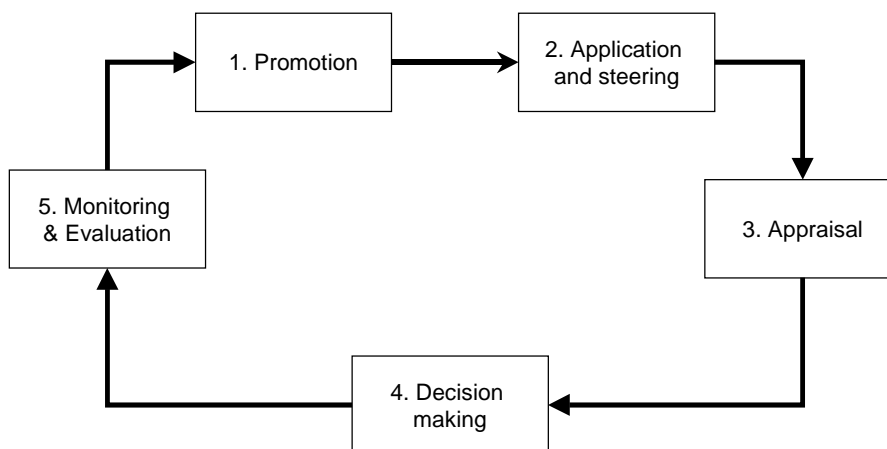 1. Promotion
2. Application
and steering
3. Appraisal
4. Decision
making
5. Monitoring
& Evaluation